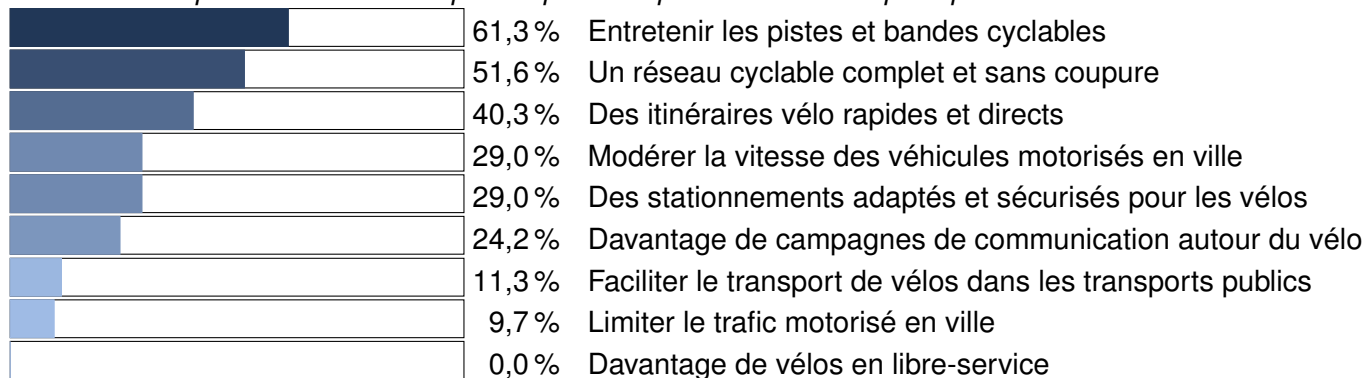 61,3 % Entretenir les pistes et bandes cyclables
51,6 % Un réseau cyclable complet et sans coupure
40,3 % Des itinéraires vélo rapides et directs
29,0 % Modérer la vitesse des véhicules motorisés en ville
29,0 % Des stationnements adaptés et sécurisés pour les vélos
24,2 % Davantage de campagnes de communication autour du vélo
11,3 % Faciliter le transport de vélos dans les transports publics
9,7 % Limiter le trafic motorisé en ville
0,0 % Davantage de vélos en libre-service